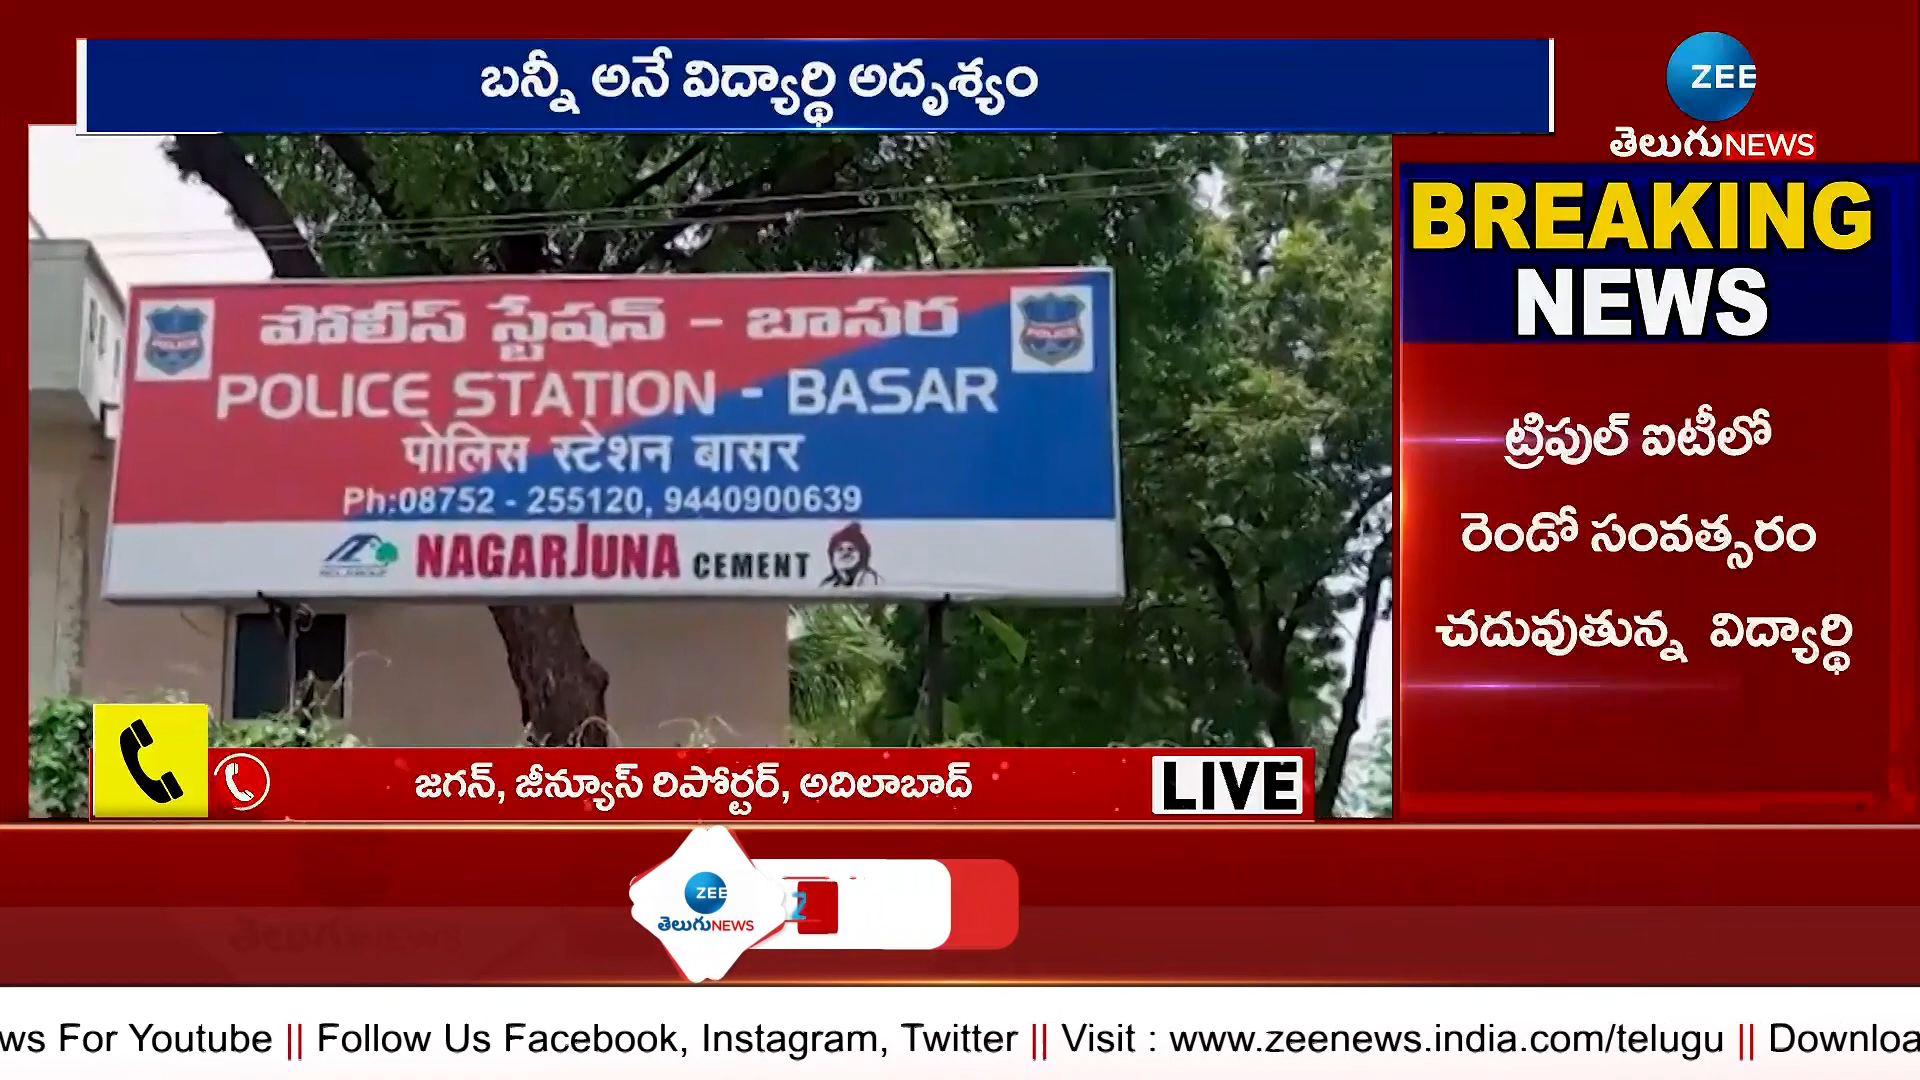 బన్నీ అనే విద్యార్థి అదృశ్యం
ZEE
తెలుగు NEWS
BREAKING
NEWS
పోలీస్ స్టేషన్ - బాసర
POLICE
POLICE
POLICE STATION - BASAR
पोलिस स्टेशन बासर
Ph:08752 - 255120, 9440900639
NAGARJUNA CEMENT
ట్రిపుల్ ఐటీలో
రెండో సంవత్సరం
చదువుతున్న విద్యార్థి
జగన్, జీన్యూస్ రిపోర్టర్, అదిలాబాద్
LIVE
ZEE
తెలుగు NEWS
Z
ws For Youtube || Follow Us Facebook, Instagram, Twitter || Visit : www.zeenews.india.com/telugu || Downloa